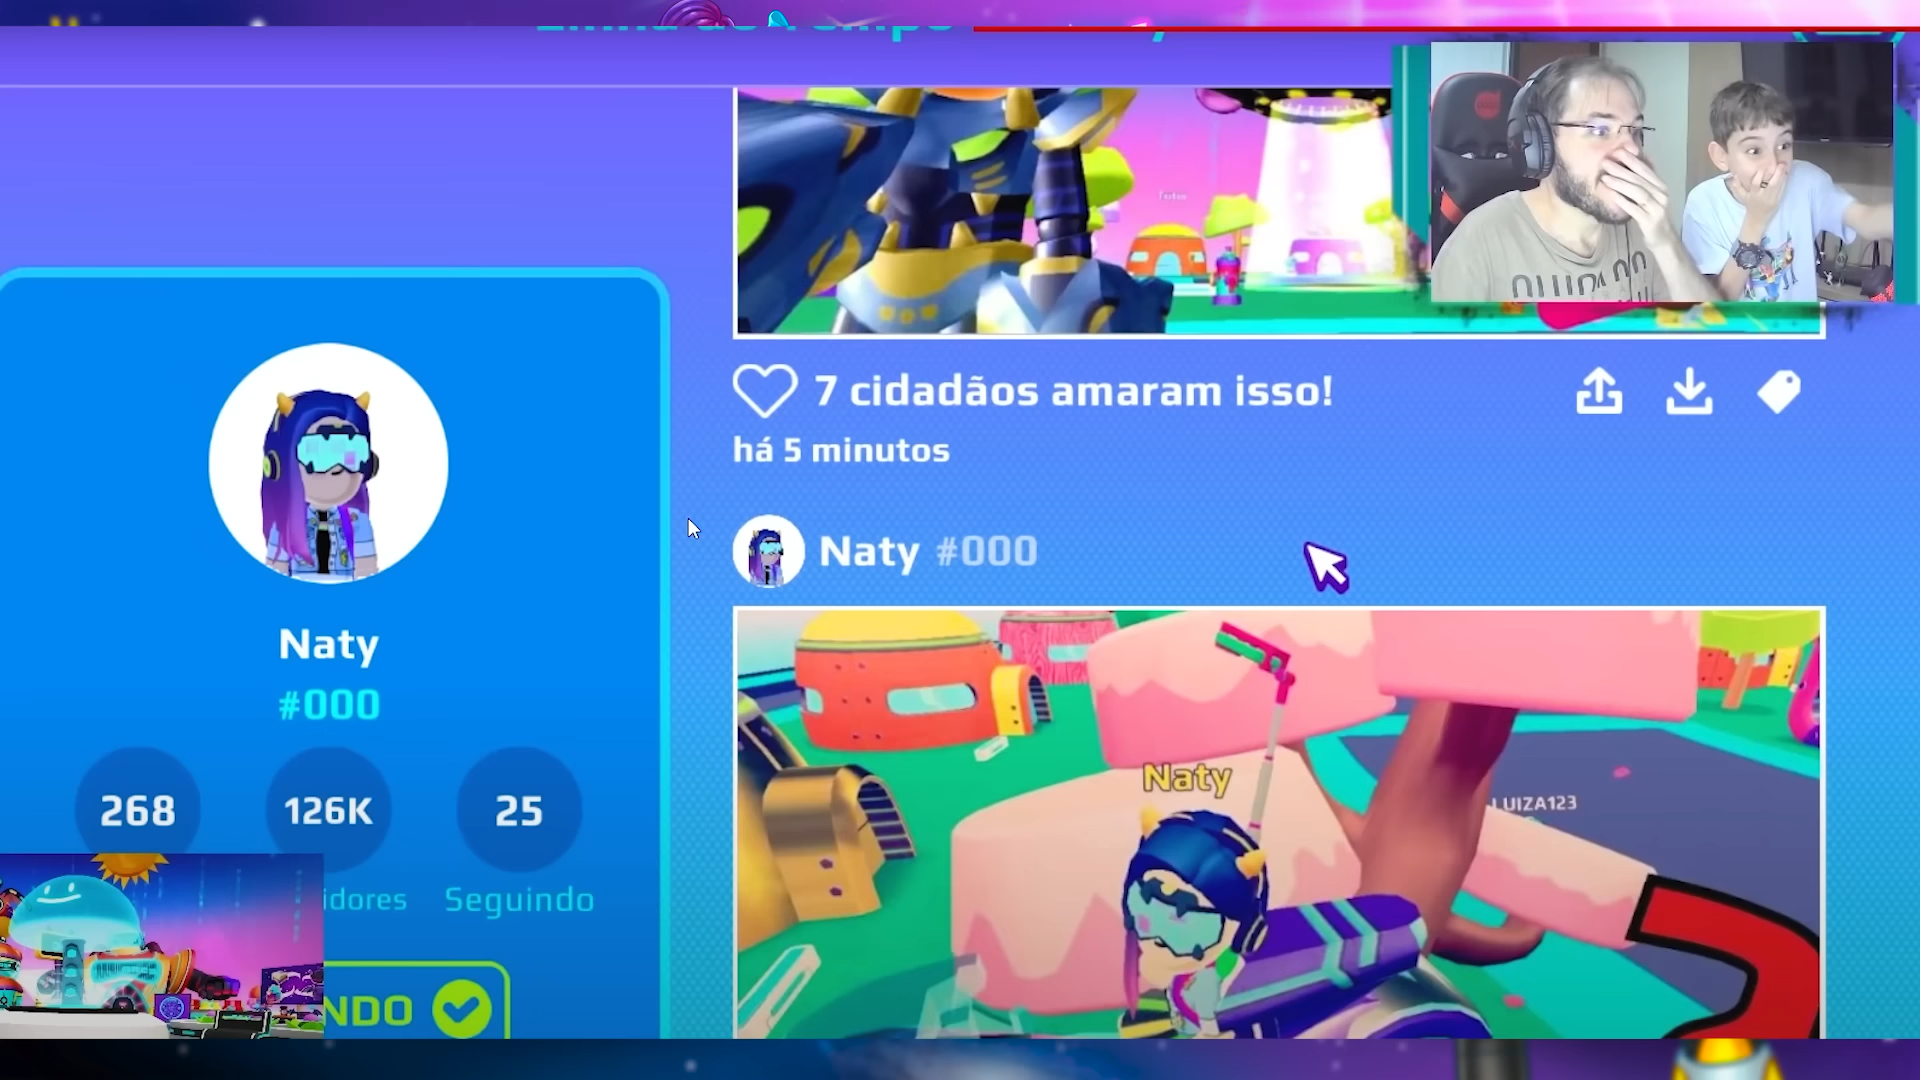 7 cidadãos amaram isso!
há 5 minutos
Naty #000
Naty
#000
268
126K
25
idores
Seguindo
NDO
Naty
LUIZA123